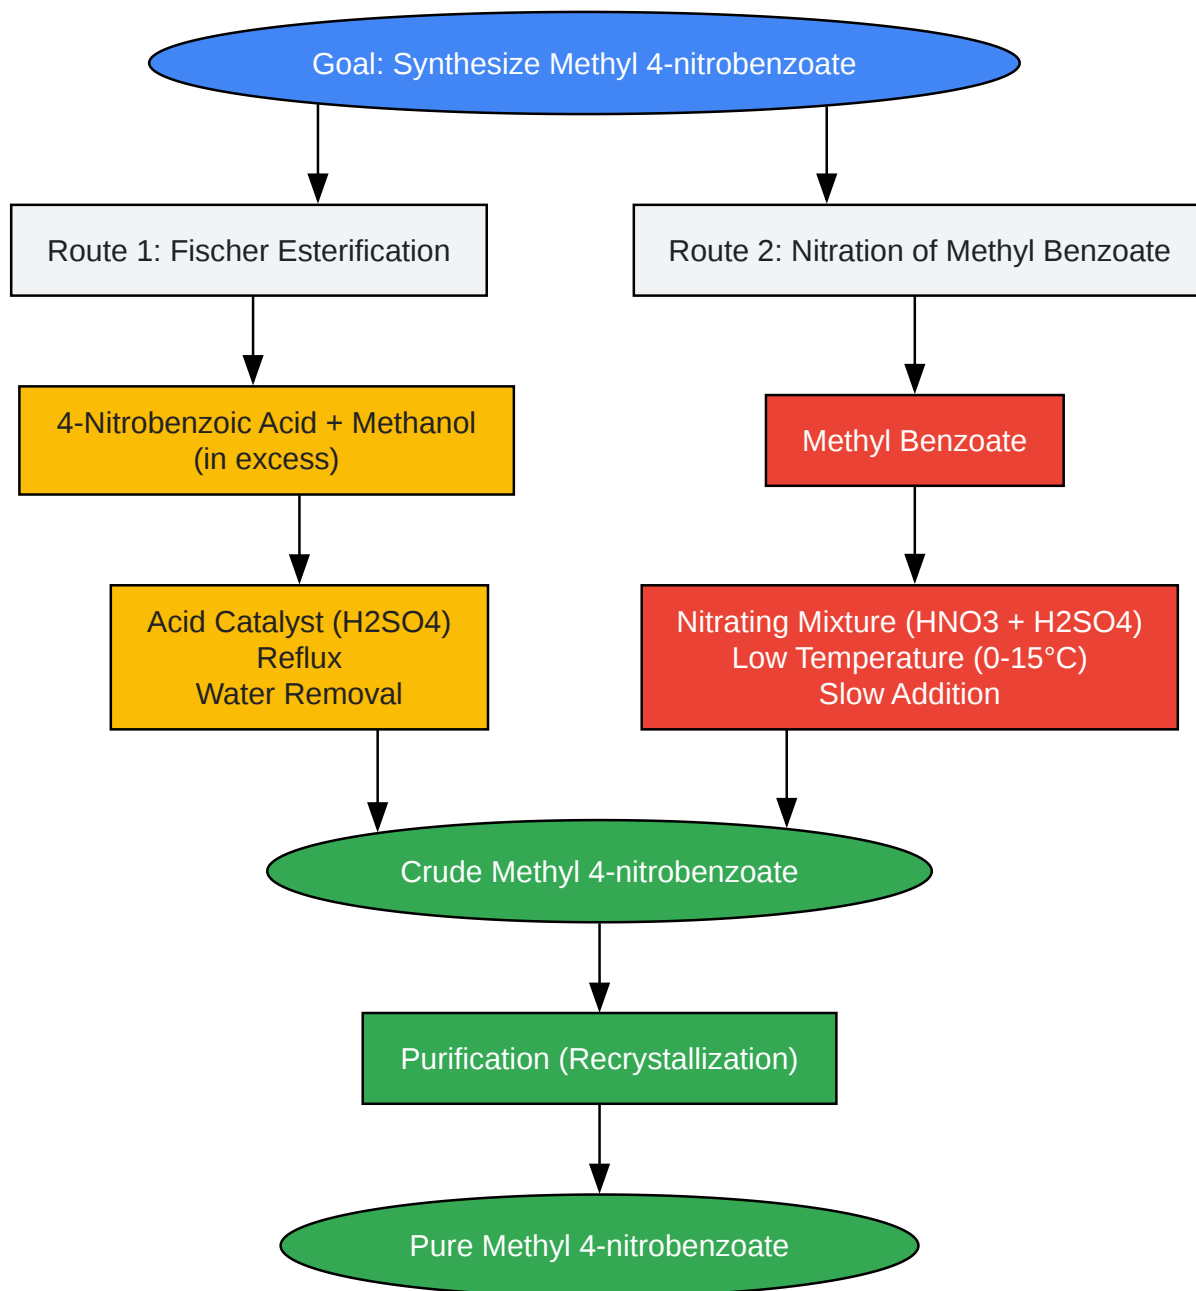 Goal: Synthesize Methyl 4-nitrobenzoate
Route 1: Fischer Esterification
Route 2: Nitration of Methyl Benzoate
4-Nitrobenzoic Acid + Methanol
(in excess)
Methyl Benzoate
Acid Catalyst (H2SO4)
Reflux
Water Removal
Nitrating Mixture (HNO3 + H2SO4)
Low Temperature (0-15°C)
Slow Addition
Crude Methyl 4-nitrobenzoate
Purification (Recrystallization)
Pure Methyl 4-nitrobenzoate